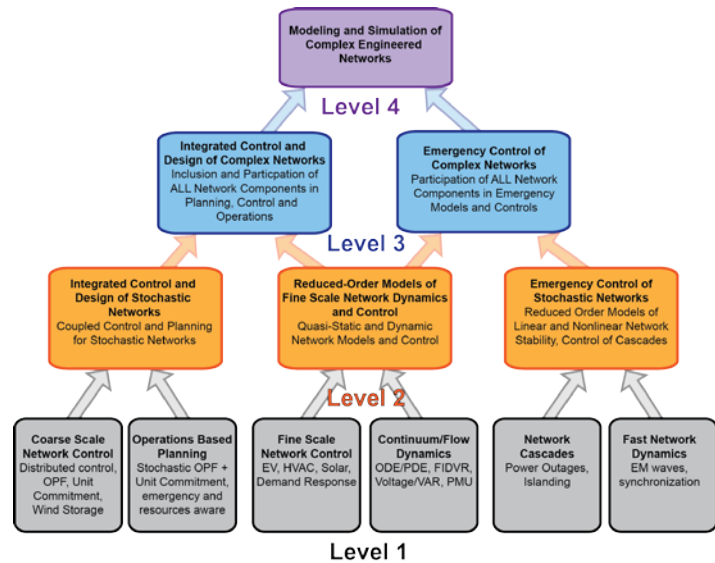 Modeling and Simulation of
Complex Engineered
Networks
Level 4
Integrated Control and
Design of Complex Networks
Inclusion and Particpation of
ALL Network Components in
Planning, Control and
Operations
Emergency Control of
Complex Networks
Participation of ALL Network
Components in Emergency
Models and Controls
Level 3
Integrated Control and
Design of Stochastic
Networks
Coupled Control and Planning
for Stochastic Networks
Reduced-Order Models of
Fine Scale Network Dynamics
and Control
Quasi-Static and Dynamic
Network Models and Control
Emergency Control of
Stochastic Networks
Reduced Order Models of
Linear and Nonlinear Network
Stability, Control of Cascades
Level 2
Coarse Scale
Network Control
Distributed control,
OPF, Unit
Commitment,
Wind Storage
Operations Based
Planning
Stochastic OPF +
Unit Commitment,
emergency and
resources aware
Fine Scale
Network Control
EV, HVAC, Solar,
Demand Response
Continuum/Flow
Dynamics
ODE/PDE, FIDVR,
Voltage/VAR, PMU
Network
Cascades
Power Outages,
Islanding
Fast Network
Dynamics
EM waves,
synchronization
Level 1